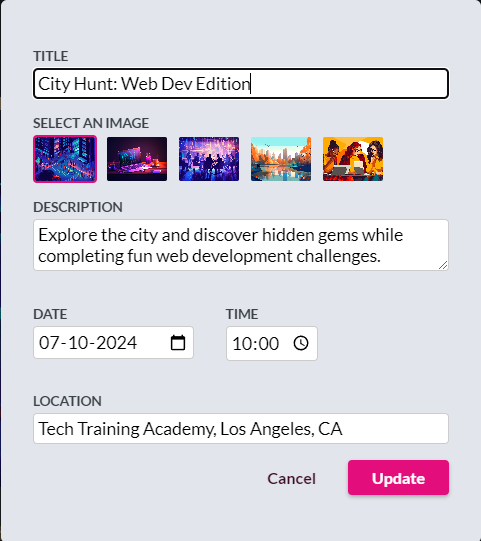 TITLE
City Hunt: Web Dev Edition
SELECT AN IMAGE
DESCRIPTION
Explore the city and discover hidden gems while
completing fun web development challenges.
DATE
TIME
07-10-2024
10:00
LOCATION
Tech Training Academy, Los Angeles, CA
Cancel
Update